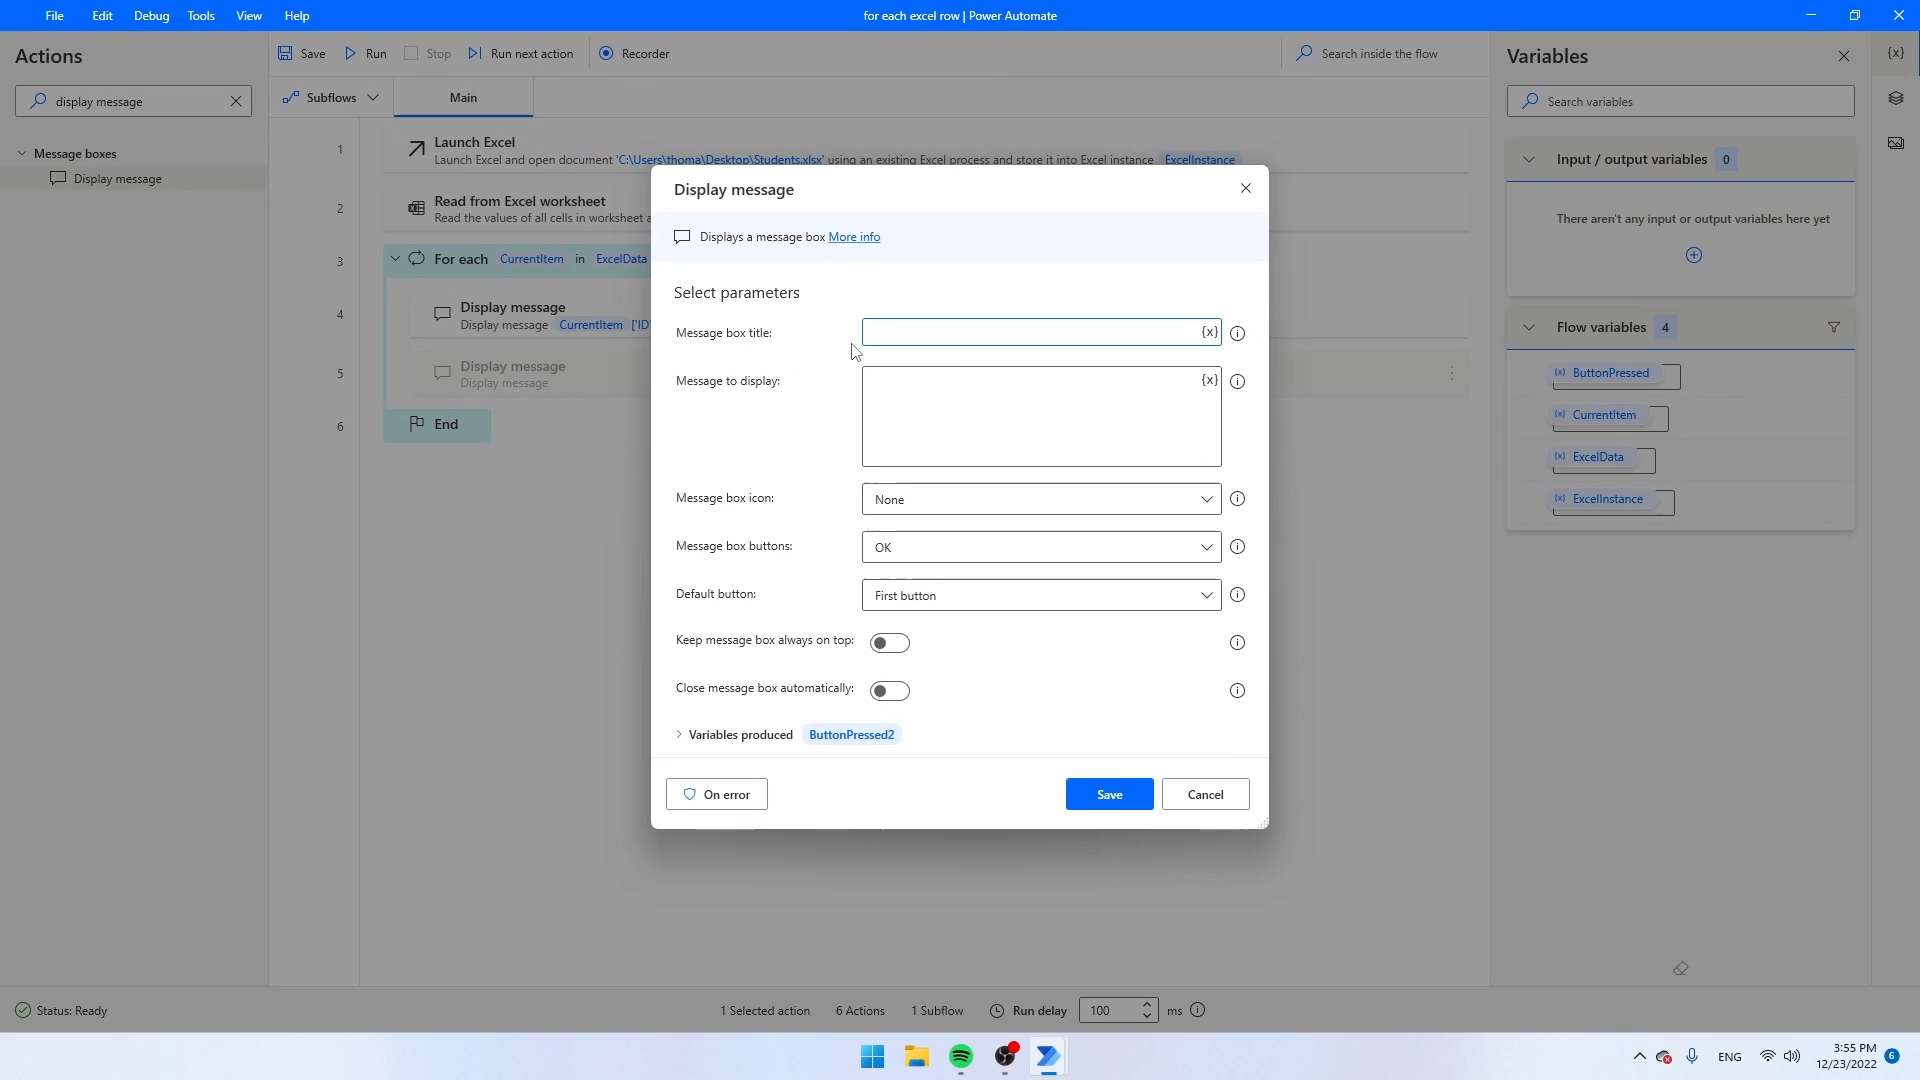 File Edit Debug Tools View Help
for each excel row | Power Automate
Actions
display message
Message boxes
Display message
Save Run Stop Run next action Recorder
Search inside the flow
Subflows Main
1 Launch Excel
Launch Excel and open document 'C:\Users\thoma\Desktop\Students.xlsx' using an existing Excel process and store it into Excel instance ExcelInstance
2 Read from Excel worksheet
Read the values of all cells in worksheet
3 For each CurrentItem in ExcelData
4 Display message
Display message CurrentItem ['ID'
5 Display message
Display message
6 End
Display message
Displays a message box More info
Select parameters
Message box title: {x}
Message to display: {x}
Message box icon: None
Message box buttons: OK
Default button: First button
Keep message box always on top:
Close message box automatically:
Variables produced ButtonPressed2
On error Save Cancel
Variables
{x}
Search variables
Input / output variables 0
There aren't any input or output variables here yet
Flow variables 4
(x) ButtonPressed
(x) CurrentItem
(x) ExcelData
(x) ExcelInstance
Status: Ready
1 Selected action 6 Actions 1 Subflow Run delay 100 ms
ENG
3:55 PM
12/23/2022
6